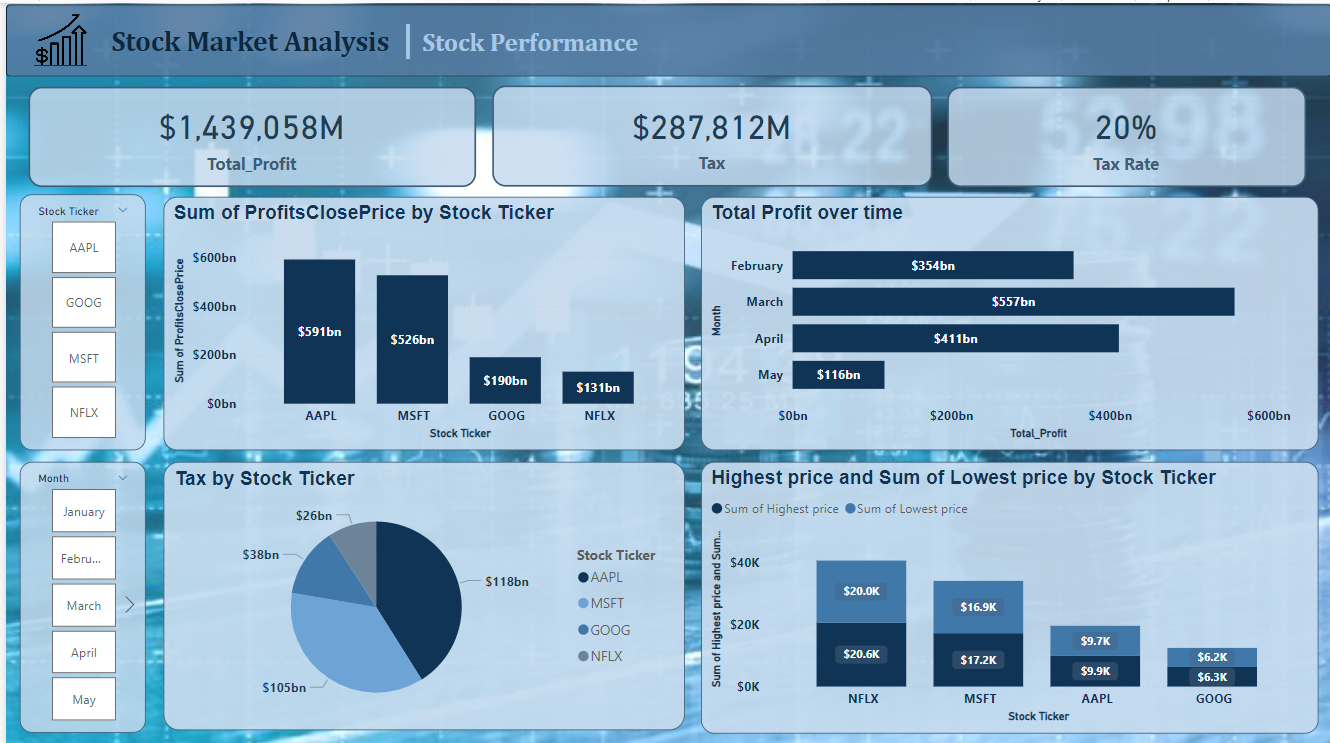 Stock Market Analysis | Stock Performance
$1,439,058M
Total_Profit
$287,812M
Tax
20%
Tax Rate
Stock Ticker
AAPL
GOOG
MSFT
NFLX
Sum of ProfitsClosePrice by Stock Ticker
Sum of ProfitsClosePrice
$600bn
$400bn
$200bn
$0bn
$591bn
$526bn
$190bn
$131bn
AAPL MSFT GOOG NFLX
Stock Ticker
Total Profit over time
Month
February $354bn
March $557bn
April $411bn
May $116bn
$0bn $200bn $400bn $600bn
Total_Profit
Month
January
Febru...
March
April
May
Tax by Stock Ticker
$26bn
$38bn
$118bn
$105bn
Stock Ticker
AAPL
MSFT
GOOG
NFLX
Highest price and Sum of Lowest price by Stock Ticker
Sum of Highest price Sum of Lowest price
Sum of Highest price and Sum...
$40K
$20K
$0K
$20.0K
$20.6K
$16.9K
$17.2K
$9.7K
$9.9K
$6.2K
$6.3K
NFLX MSFT AAPL GOOG
Stock Ticker